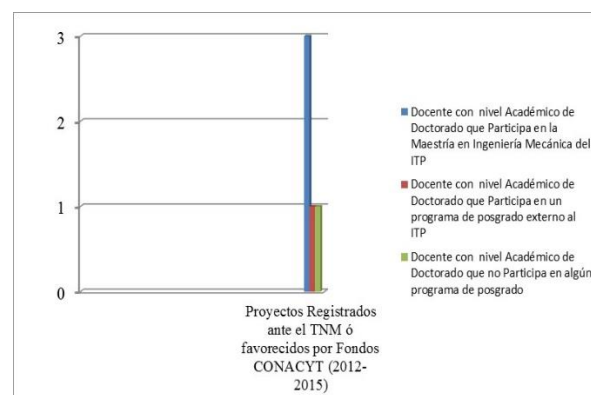 3
2
1
0
Proyectos Registrados
ante el TNM ó
favorecidos por Fondos
CONACYT (2012-
2015)
Docente con nivel Académico de
Doctorado que Participa en la
Maestría en Ingeniería Mecánica del
ITP
Docente con nivel Académico de
Doctorado que Participa en un
programa de posgrado externo al
ITP
Docente con nivel Académico de
Doctorado que no Participa en algún
programa de posgrado